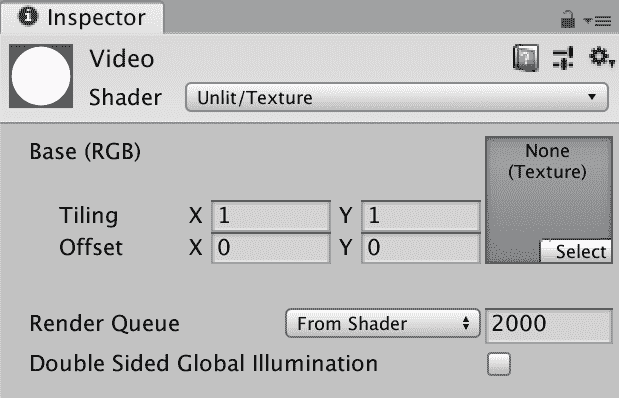 Inspector
Video
Shader Unlit/Texture
Base (RGB)
None
(Texture)
Tiling X 1 Y 1
Offset X 0 Y 0
Select
Render Queue From Shader 2000
Double Sided Global Illumination